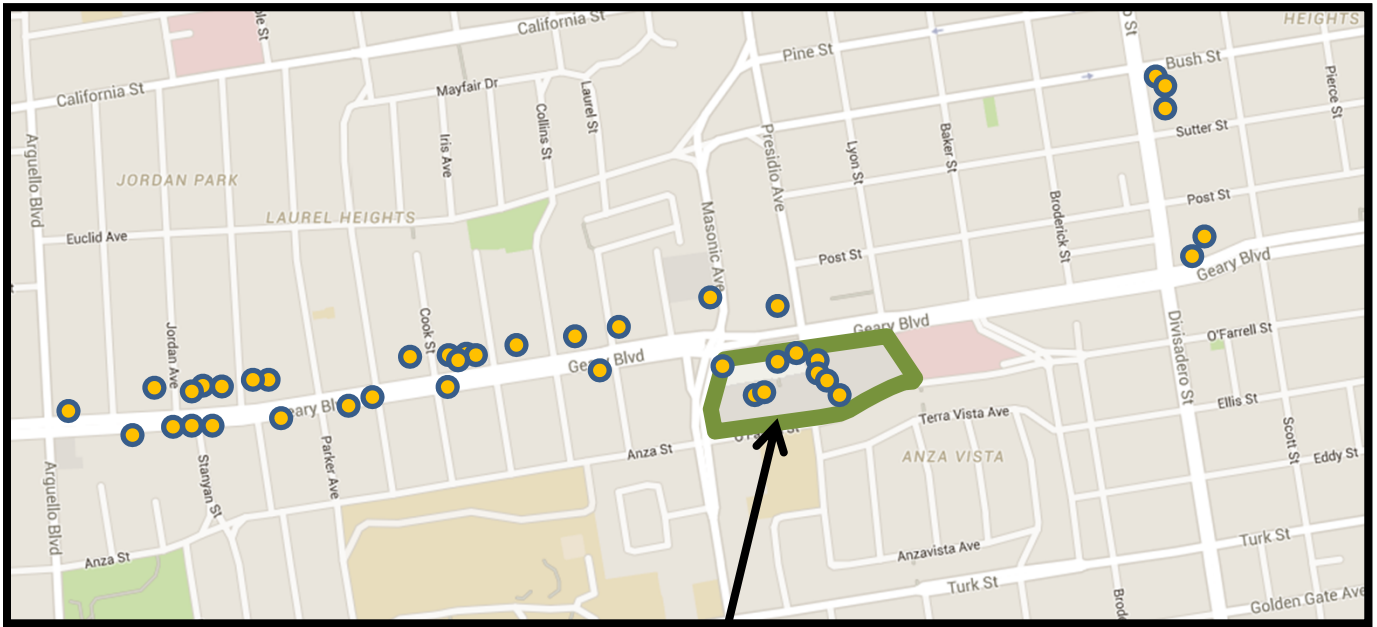 California St
HEIGHTS
Pine St
Bush St
California St
Mayfair Dr
Laurel St
Collins St
Iris Ave
Pierce St
Sutter St
Presidio Ave
Lyon St
Baker St
Arguello Blvd
JORDAN PARK
LAUREL HEIGHTS
Euclid Ave
Masonic Ave
Broderick St
Post St
Post St
Geary Blvd
Geary Blvd
Cook St
Jordan Ave
Divisadero St
O'Farrell St
Terra Vista Ave
Ellis St
Scott St
Eddy St
Anza St
ANZA VISTA
Parker Ave
Stanyan St
Arguello Blvd
Anza St
Anzavista Ave
Turk St
Turk St
Golden Gate Ave